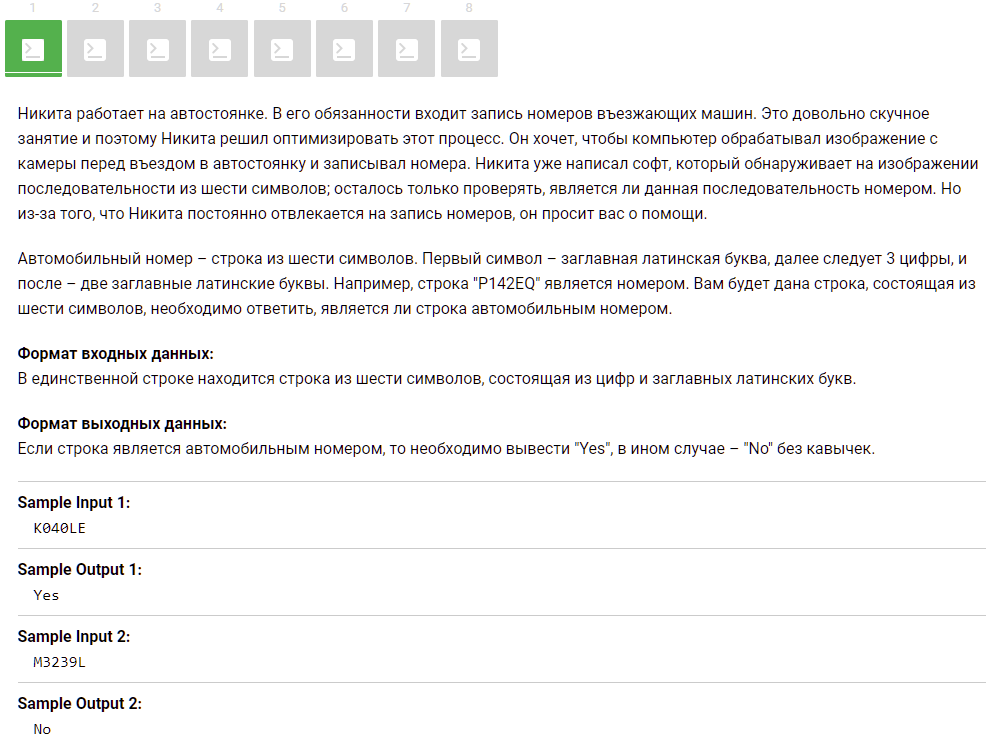 1 2 3 4 5 6 7 8
Никита работает на автостоянке. В его обязанности входит запись номеров въезжающих машин. Это довольно скучное
занятие и поэтому Никита решил оптимизировать этот процесс. Он хочет, чтобы компьютер обрабатывал изображение с
камеры перед въездом в автостоянку и записывал номера. Никита уже написал софт, который обнаруживает на изображении
последовательности из шести символов; осталось только проверять, является ли данная последовательность номером. Но
из-за того, что Никита постоянно отвлекается на запись номеров, он просит вас о помощи.
Автомобильный номер – строка из шести символов. Первый символ – заглавная латинская буква, далее следует 3 цифры, и
после – две заглавные латинские буквы. Например, строка "P142EQ" является номером. Вам будет дана строка, состоящая из
шести символов, необходимо ответить, является ли строка автомобильным номером.
Формат входных данных:
В единственной строке находится строка из шести символов, состоящая из цифр и заглавных латинских букв.
Формат выходных данных:
Если строка является автомобильным номером, то необходимо вывести "Yes", в ином случае – "No" без кавычек.
Sample Input 1:
K040LE
Sample Output 1:
Yes
Sample Input 2:
M3239L
Sample Output 2:
No